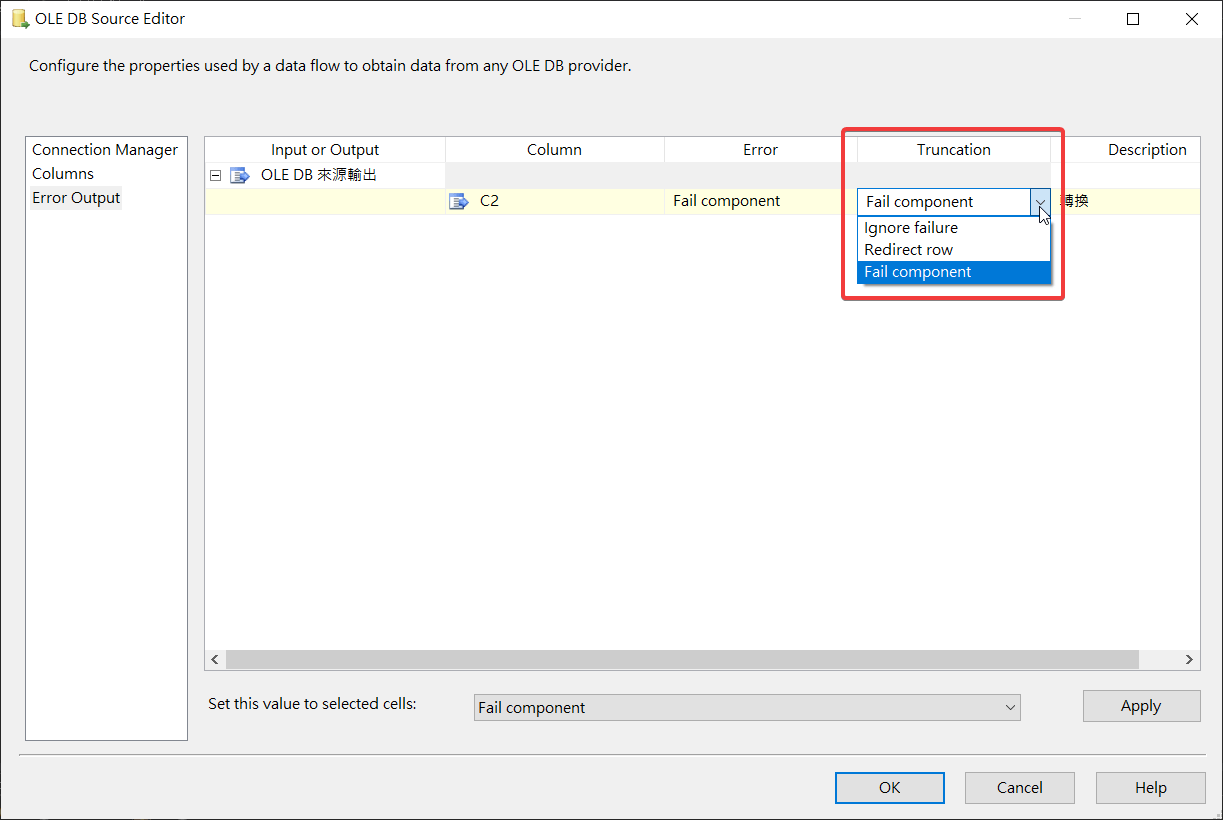 OLE DB Source Editor
Configure the properties used by a data flow to obtain data from any OLE DB provider.
Connection Manager
Columns
Error Output
Input or Output Column Error Truncation Description
OLE DB 來源輸出
C2 Fail component Fail component 轉換
Ignore failure
Redirect row
Fail component
Set this value to selected cells: Fail component Apply
OK Cancel Help